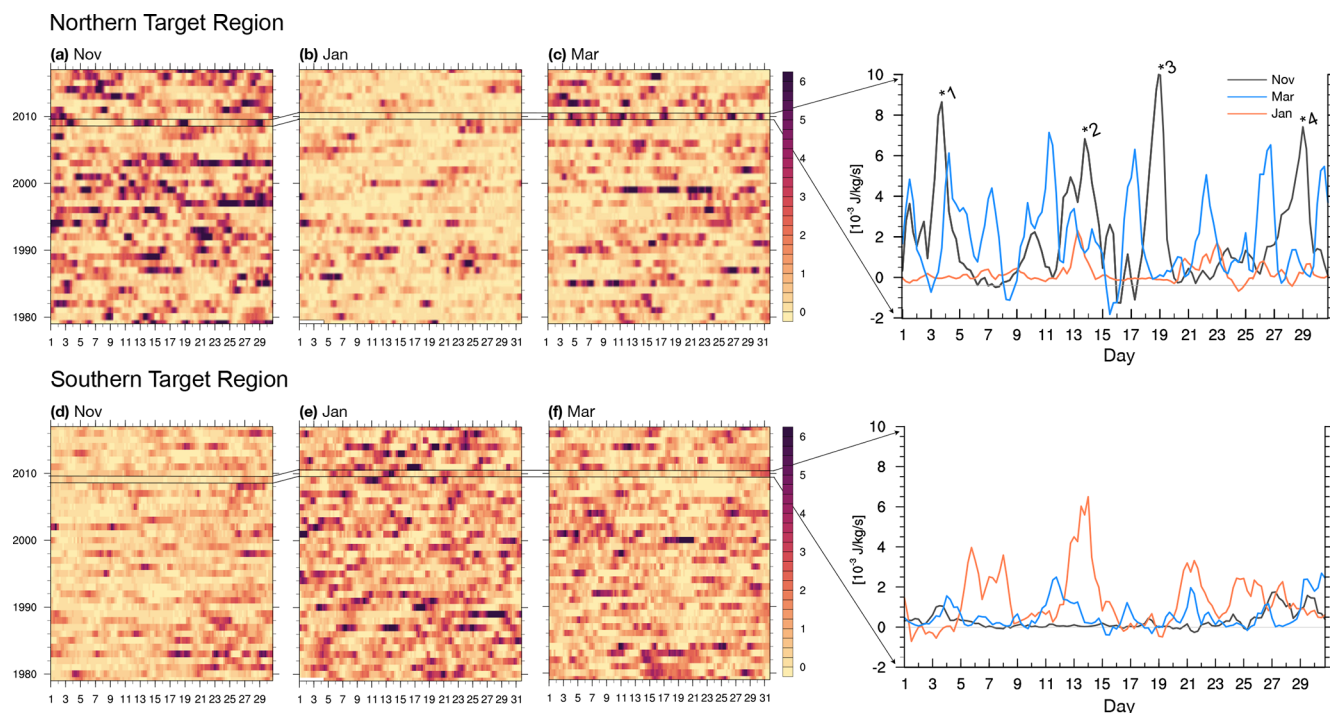 Northern Target Region
(a) Nov
(b) Jan
(c) Mar
6
5
4
3
2
1
0
2010
2000
1990
1980
1 3 5 7 9 11 13 15 17 19 21 23 25 27 29
1 3 5 7 9 11 13 15 17 19 21 23 25 27 29 31
1 3 5 7 9 11 13 15 17 19 21 23 25 27 29 31
10
8
6
4
2
0
-2
[10⁻³ J/kg/s]
*1
*2
*3
*4
Nov
Mar
Jan
1 3 5 7 9 11 13 15 17 19 21 23 25 27 29
Day
Southern Target Region
(d) Nov
(e) Jan
(f) Mar
6
5
4
3
2
1
0
2010
2000
1990
1980
1 3 5 7 9 11 13 15 17 19 21 23 25 27 29
1 3 5 7 9 11 13 15 17 19 21 23 25 27 29 31
1 3 5 7 9 11 13 15 17 19 21 23 25 27 29 31
10
8
6
4
2
0
-2
[10⁻³ J/kg/s]
1 3 5 7 9 11 13 15 17 19 21 23 25 27 29
Day